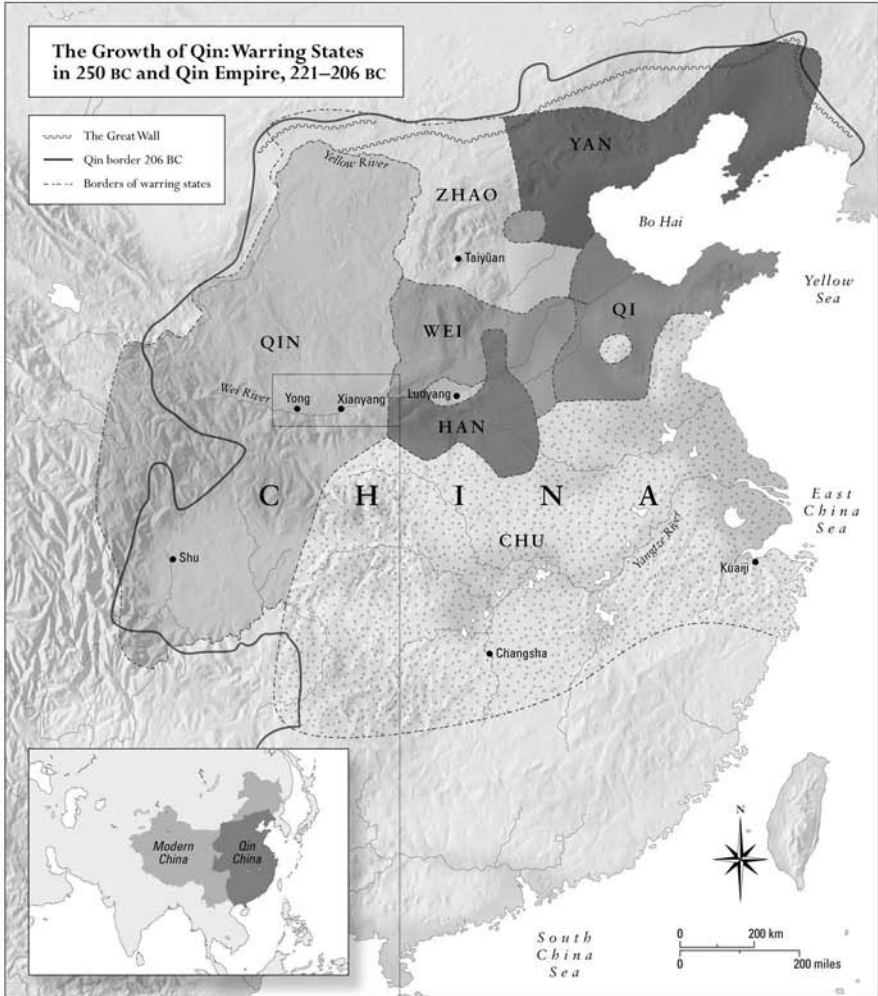 The Growth of Qin: Warring States
in 250 BC and Qin Empire, 221–206 BC
The Great Wall
Qin border 206 BC
Borders of warring states
YAN
Yellow River
ZHAO
Bo Hai
Taiyüan
Yellow
Sea
QI
WEI
QIN
Wei River
Yong
Xianyang
Luoyang
HAN
CHINA
East
China
Sea
CHU
Yangtze River
Shu
Kuaiji
Changsha
Modern
China
Qin
China
N
South
China
Sea
0 200 km
0 200 miles